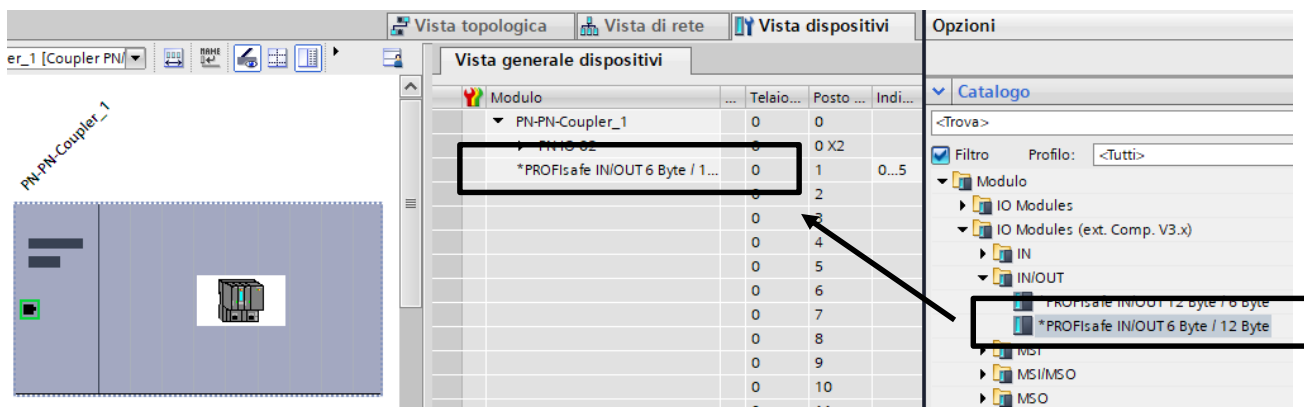 Vista topologica
Vista di rete
Vista dispositivi
Opzioni
er_1 [Coupler PN/
NAME
Vista generale dispositivi
Catalogo
Modulo ... Telaio... Posto ... Indi...
<Trova>
PN-PN-Coupler_1 0 0
PN-IO-02 0 0 X2
Filtro Profilo: <Tutti>
*PROFIsafe IN/OUT 6 Byte / 1... 0 1 0...5
Modulo
0 2
IO Modules
0 3
IO Modules (ext. Comp. V3.x)
0 4
IN
0 5
IN/OUT
0 6
*PROFIsafe IN/OUT 12 Byte / 6 Byte
0 7
*PROFIsafe IN/OUT 6 Byte / 12 Byte
0 8
MSI
0 9
MSI/MSO
0 10
MSO
PN-PN-Coupler_1